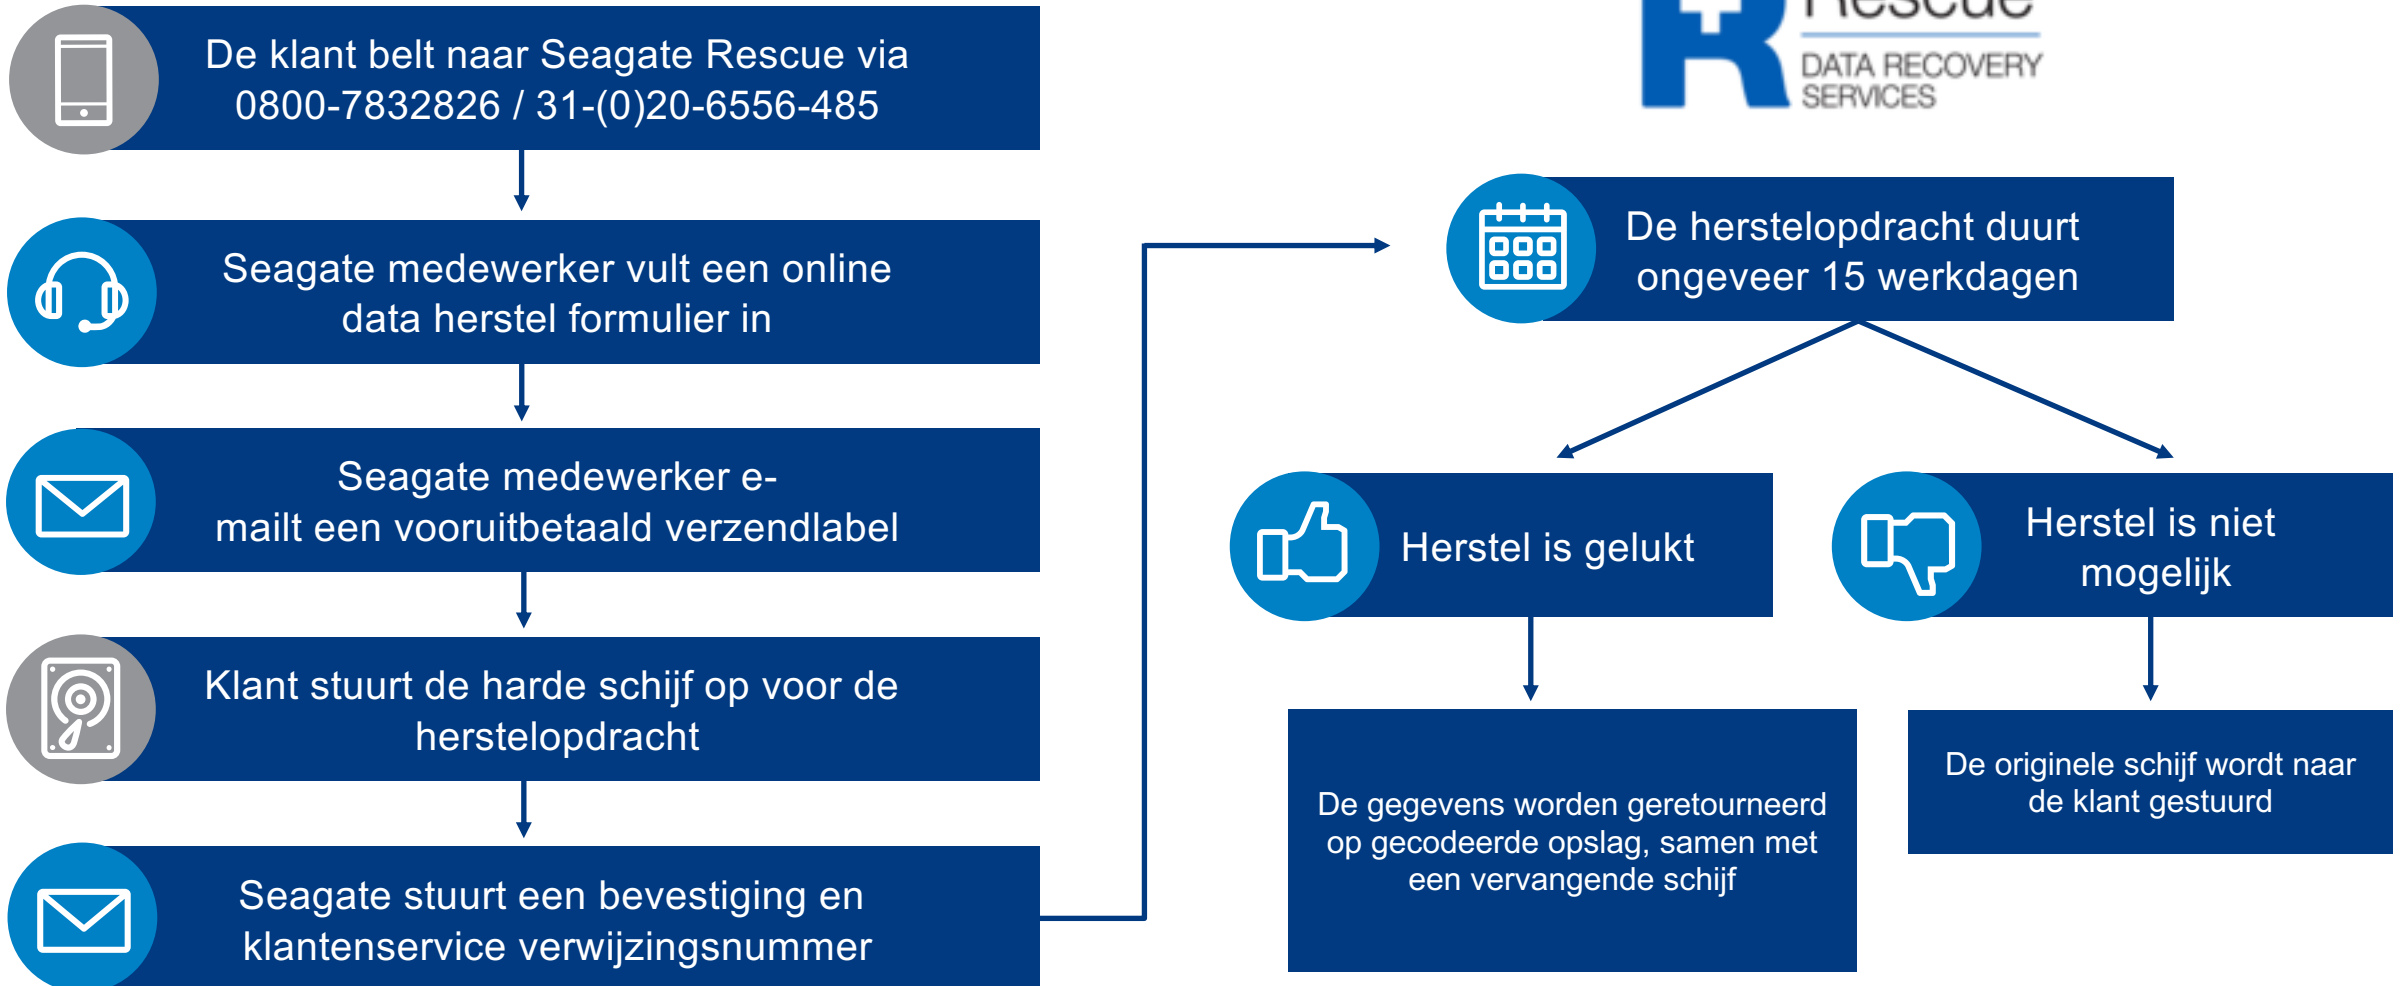 De klant belt naar Seagate Rescue via
0800-7832826 / 31-(0)20-6556-485
Seagate medewerker vult een online
data herstel formulier in
Seagate medewerker e-
mailt een vooruitbetaald verzendlabel
Klant stuurt de harde schijf op voor de
herstelopdracht
Seagate stuurt een bevestiging en
klantenservice verwijzingsnummer
Rescue
DATA RECOVERY
SERVICES
De herstelopdracht duurt
ongeveer 15 werkdagen
Herstel is gelukt
Herstel is niet
mogelijk
De gegevens worden geretourneerd
op gecodeerde opslag, samen met
een vervangende schijf
De originele schijf wordt naar
de klant gestuurd